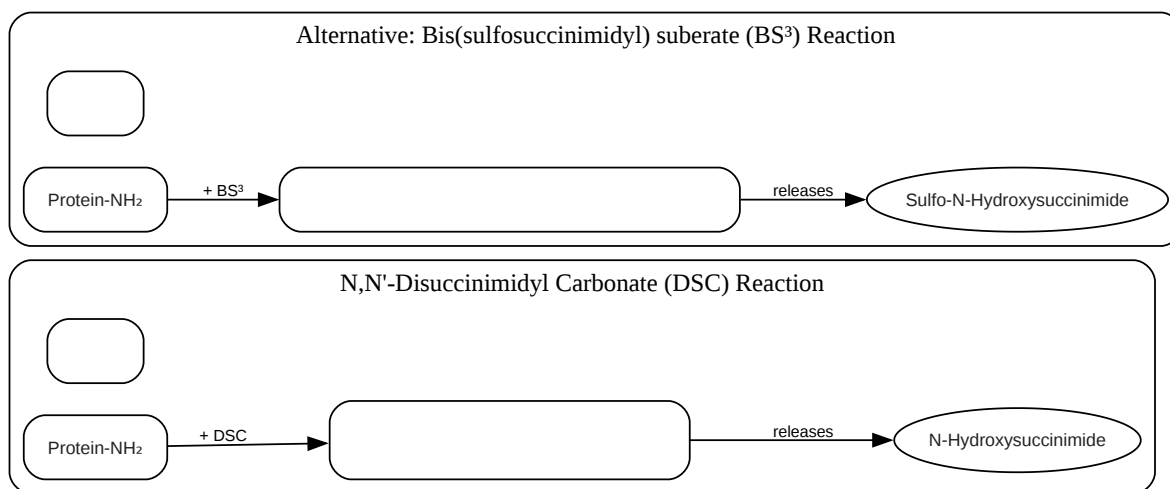 Alternative: Bis(sulfosuccinimidyl) suberate (BS³) Reaction
Protein-NH₂
+ BS³
releases
Sulfo-N-Hydroxysuccinimide
N,N'-Disuccinimidyl Carbonate (DSC) Reaction
Protein-NH₂
+ DSC
releases
N-Hydroxysuccinimide